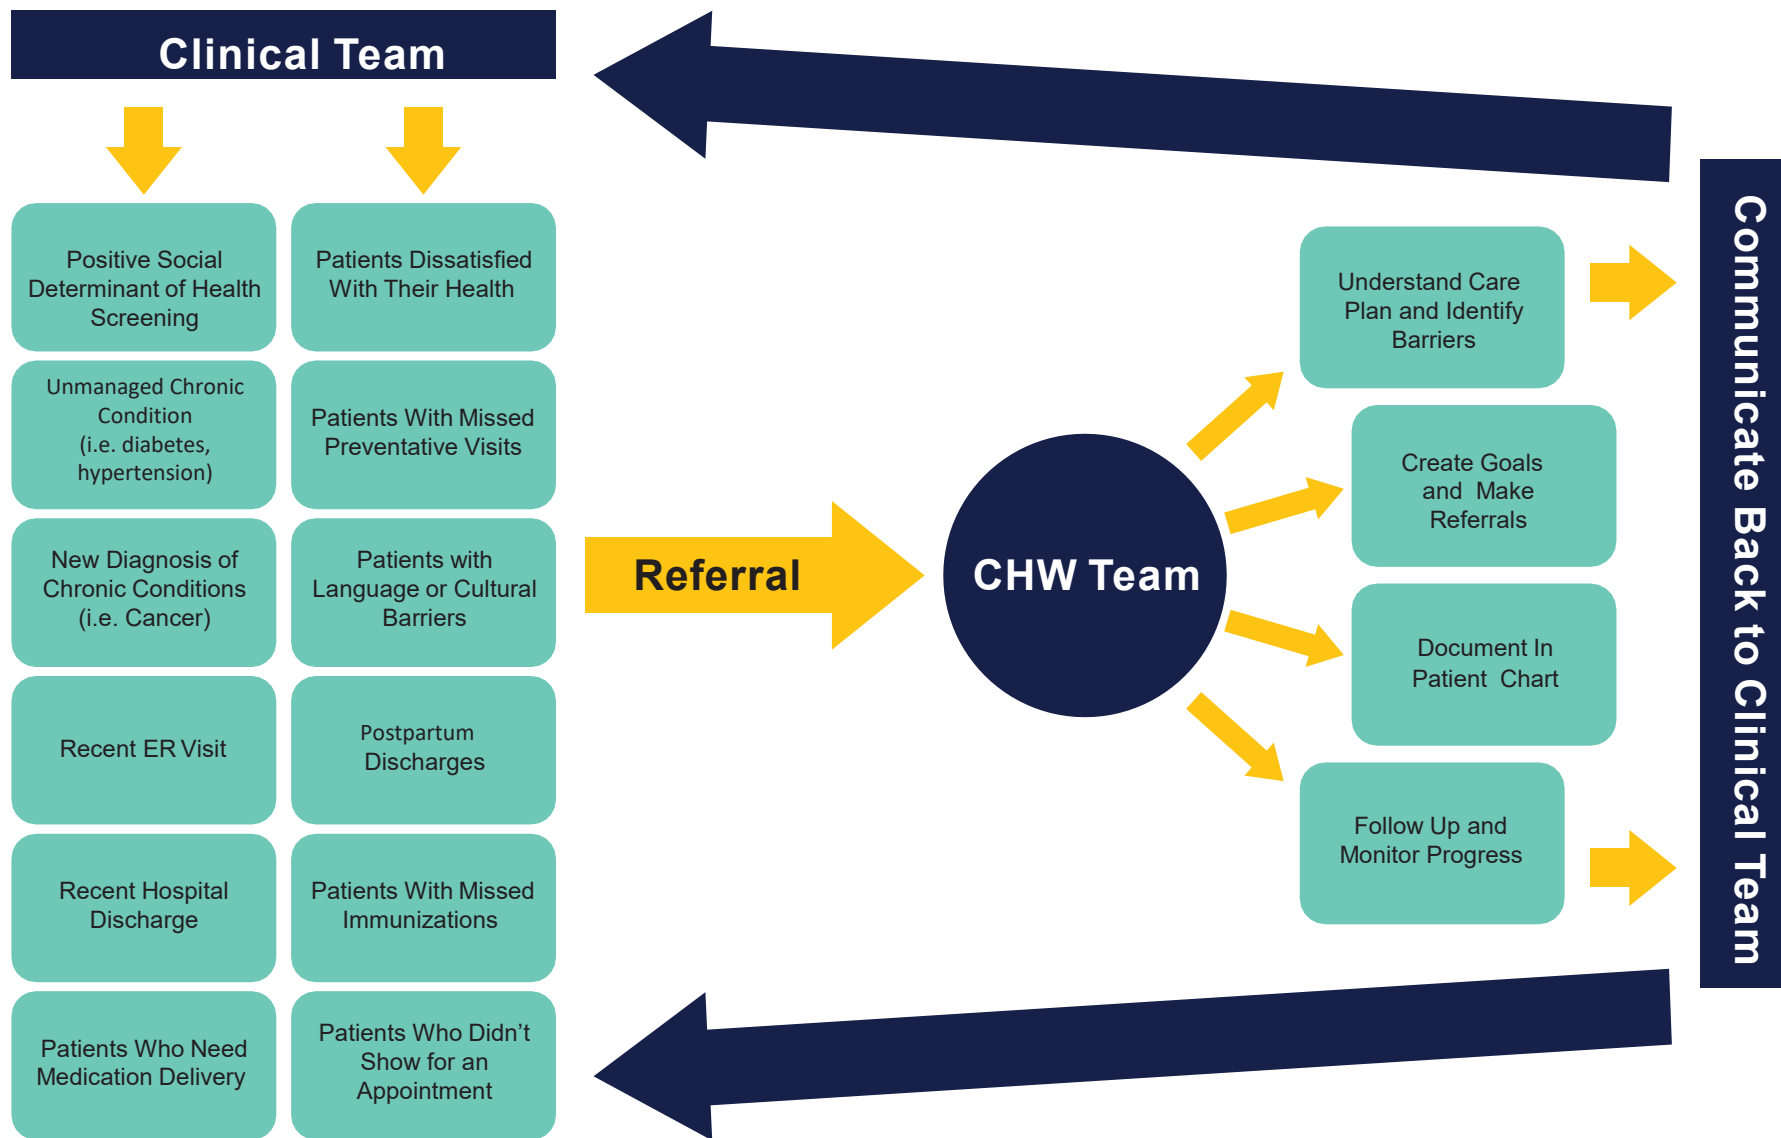 Clinical Team
Positive Social
Determinant of Health
Screening
Patients Dissatisfied
With Their Health
Unmanaged Chronic
Condition
(i.e. diabetes,
hypertension)
Patients With Missed
Preventative Visits
New Diagnosis of
Chronic Conditions
(i.e. Cancer)
Patients with
Language or Cultural
Barriers
Recent ER Visit
Postpartum
Discharges
Recent Hospital
Discharge
Patients With Missed
Immunizations
Patients Who Need
Medication Delivery
Patients Who Didn’t
Show for an
Appointment
Referral
CHW Team
Understand Care
Plan and Identify
Barriers
Create Goals
and Make
Referrals
Document In
Patient Chart
Follow Up and
Monitor Progress
Communicate Back to Clinical Team